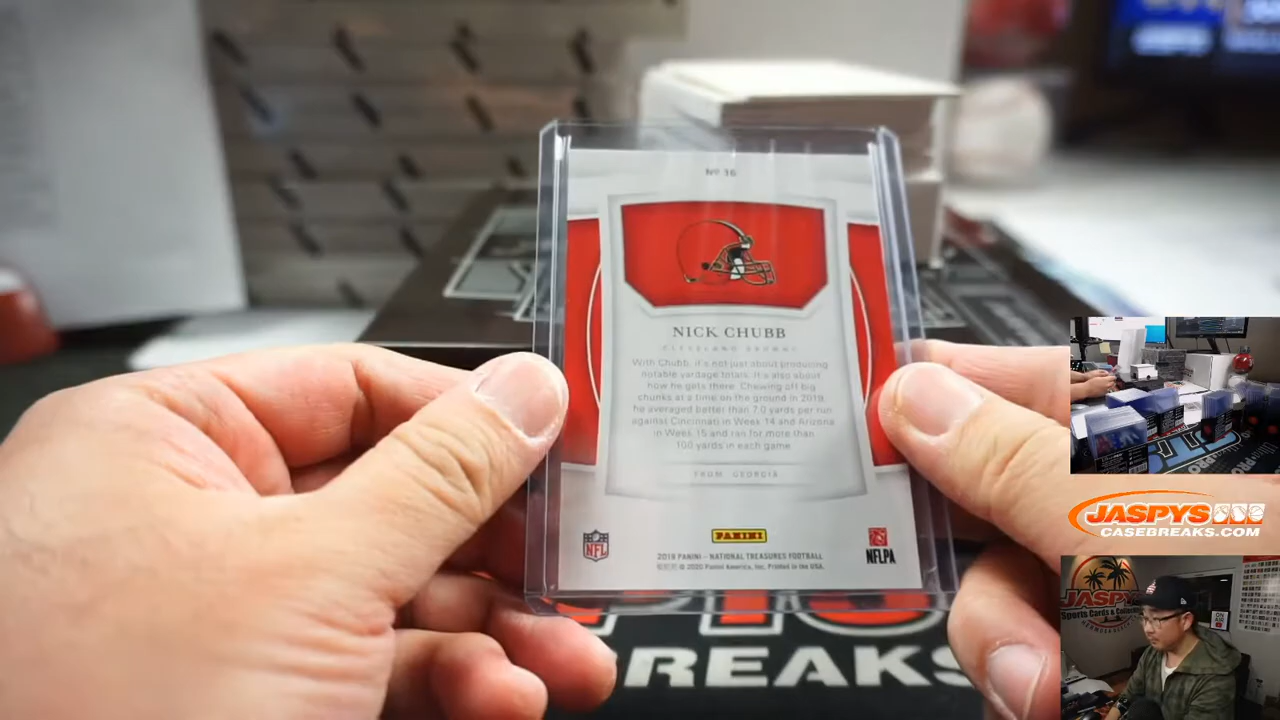 Nº 16
NICK CHUBB
CLEVELAND BROWNS
With Chubb, it's not just about producing
notable yardage totals. It's also about
how he gets there. Chewing off big
chunks at a time on the ground in 2019,
he averaged better than 7.0 yards per run
against Cincinnati in Week 14 and Arizona
in Week 15 and ran for more than
100 yards in each game.
FROM: GEORGIA
NFL
PANINI
NFLPA
2019 PANINI – NATIONAL TREASURES FOOTBALL
© 2020 Panini America, Inc. Printed in the USA.
BREAKS
JASPYS
CASEBREAKS.COM
JASPYS
Sports Cards &